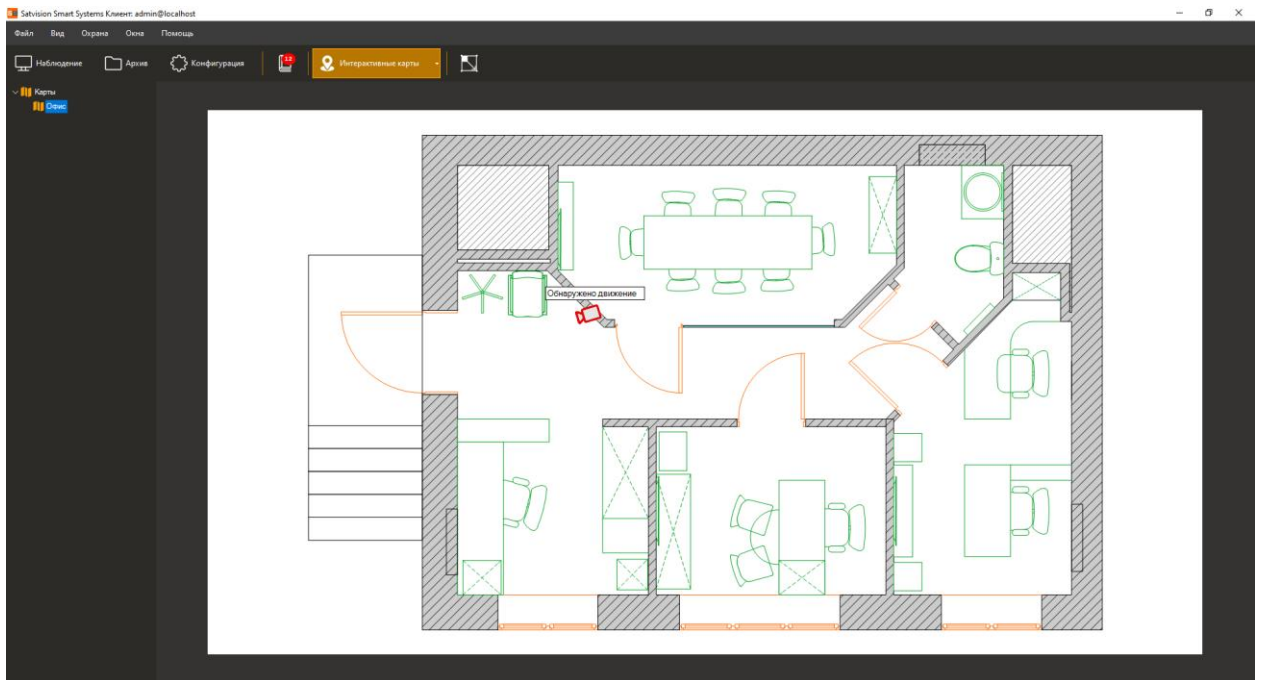 Satvision Smart Systems Клиент: admin@localhost
Файл Вид Охрана Окна Помощь
Наблюдение Архив Конфигурация 12 Интерактивные карты
Карты
Офис
Обнаружено движение